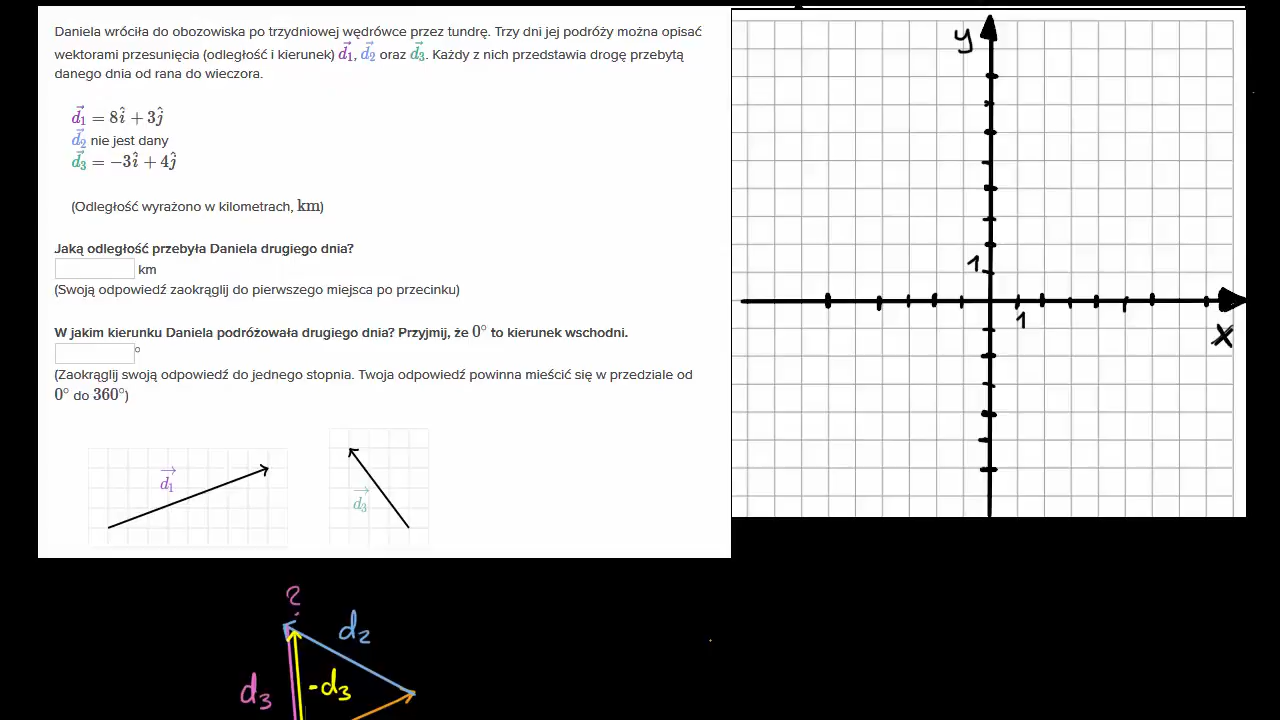 Daniela wróciła do obozowiska po trzydniowej wędrówce przez tundrę. Trzy dni jej podróży można opisać
wektorami przesunięcia (odległość i kierunek) d⃗₁, d⃗₂ oraz d⃗₃. Każdy z nich przedstawia drogę przebytą
danego dnia od rana do wieczora.
d⃗₁ = 8î + 3ĵ
d⃗₂ nie jest dany
d⃗₃ = −3î + 4ĵ
(Odległość wyrażono w kilometrach, km)
Jaką odległość przebyła Daniela drugiego dnia?
km
(Swoją odpowiedź zaokrąglij do pierwszego miejsca po przecinku)
W jakim kierunku Daniela podróżowała drugiego dnia? Przyjmij, że 0° to kierunek wschodni.
°
(Zaokrąglij swoją odpowiedź do jednego stopnia. Twoja odpowiedź powinna mieścić się w przedziale od
0° do 360°)
d⃗₁
d⃗₃
y
1
1
x
?
d₂
d₃
-d₃